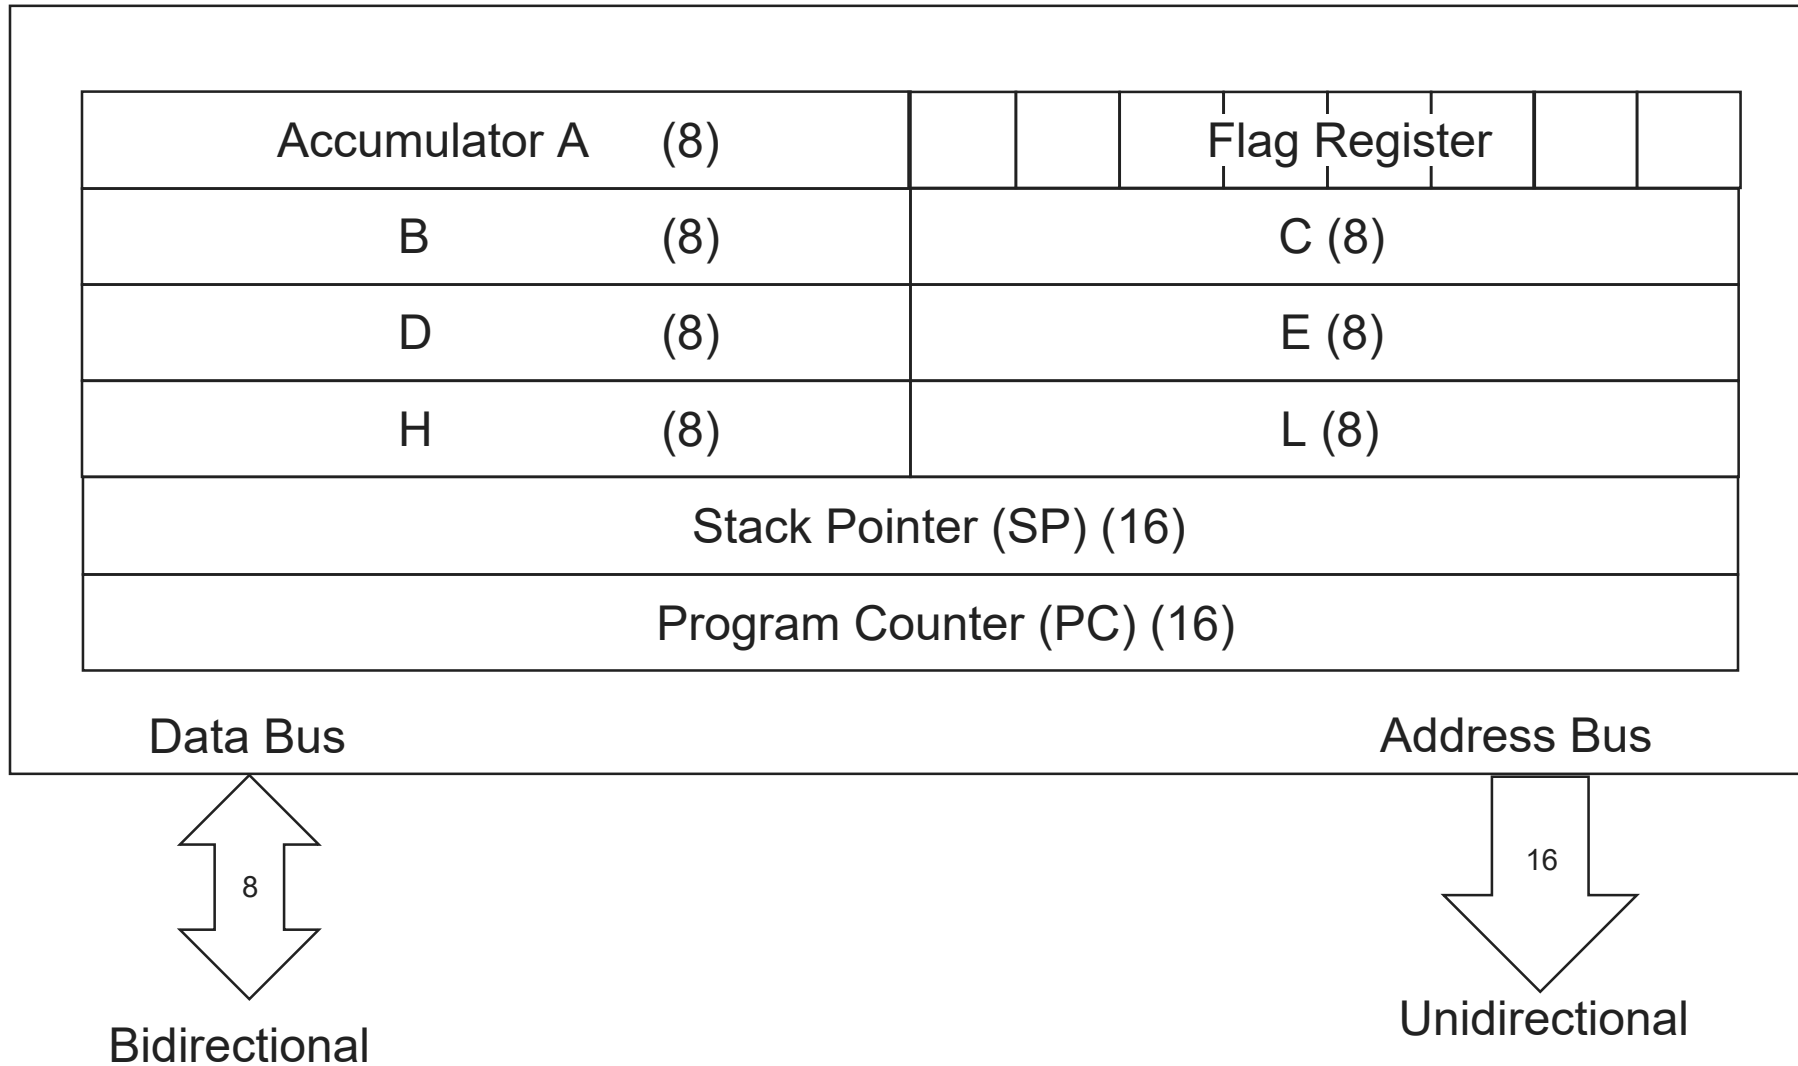 Accumulator A (8) Flag Register
B (8) C (8)
D (8) E (8)
H (8) L (8)
Stack Pointer (SP) (16)
Program Counter (PC) (16)
Data Bus Address Bus
8 16
Bidirectional Unidirectional